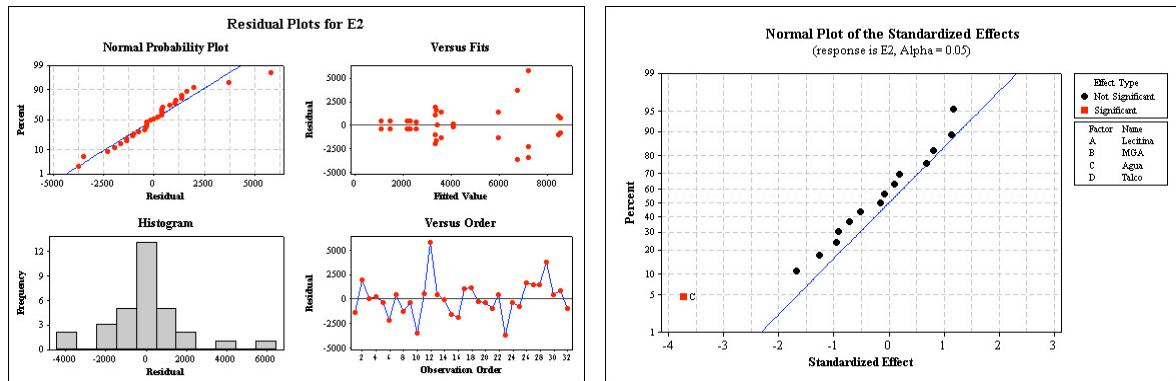 Residual Plots for E2
Normal Probability Plot
99
90
50
10
1
Percent
-5000
-2500
0
2500
5000
Residual
Versus Fits
5000
2500
0
-2500
-5000
Residual
0
2000
4000
6000
8000
Fitted Value
Histogram
12
9
6
3
0
Frequency
-4000
-2000
0
2000
4000
6000
Residual
Versus Order
5000
2500
0
-2500
-5000
Residual
2 4 6 8 10 12 14 16 18 20 22 24 26 28 30 32
Observation Order
Normal Plot of the Standardized Effects
(response is E2, Alpha = 0.05)
99
95
90
80
70
60
50
40
30
20
10
5
1
Percent
C
-4
-3
-2
-1
0
1
2
3
Standardized Effect
Effect Type
Not Significant
Significant
Factor Name
A Lecitina
B MGA
C Agua
D Talco